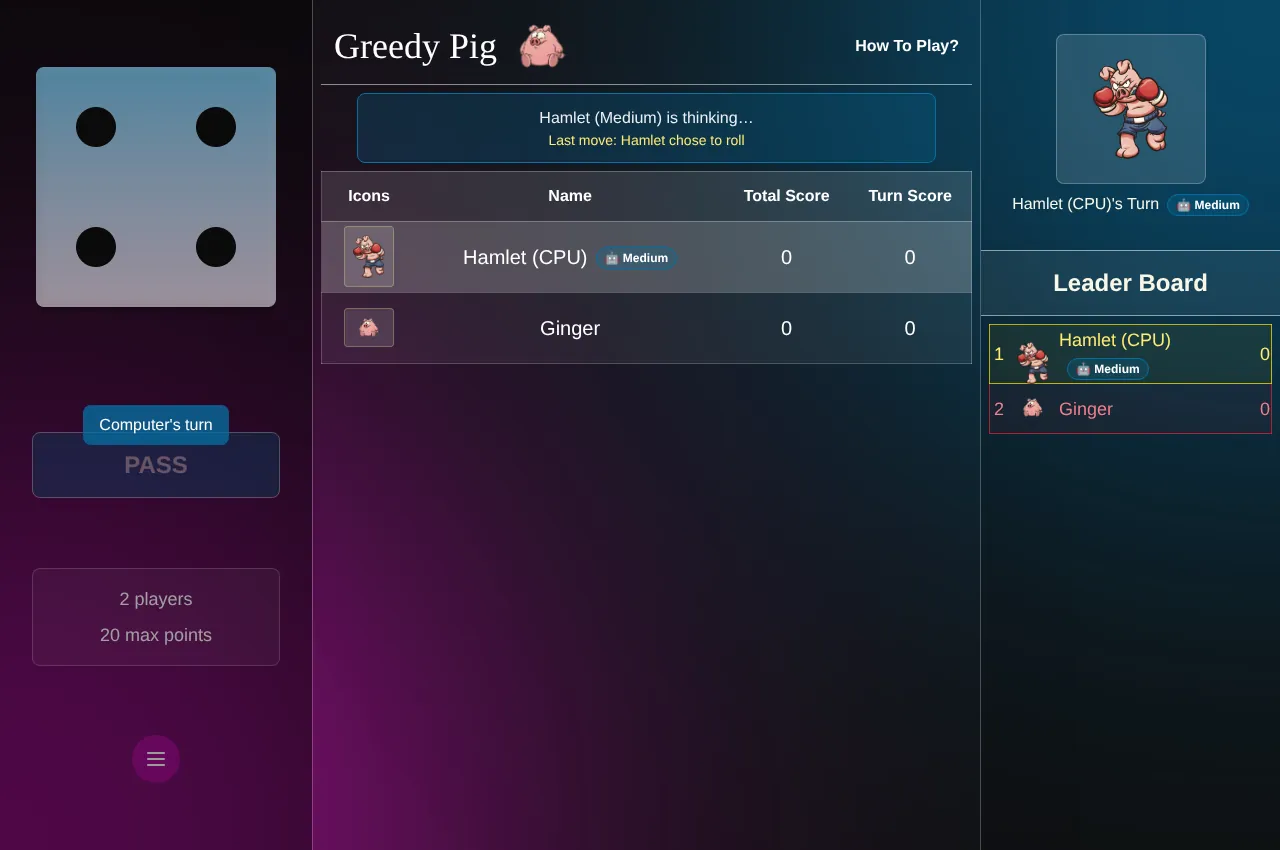 Greedy Pig
How To Play?
Hamlet (Medium) is thinking…
Last move: Hamlet chose to roll
Icons Name Total Score Turn Score
Hamlet (CPU) 🤖 Medium 0 0
Ginger 0 0
Computer's turn
PASS
2 players
20 max points
Hamlet (CPU)'s Turn 🤖 Medium
Leader Board
1 Hamlet (CPU) 0
🤖 Medium
2 Ginger 0